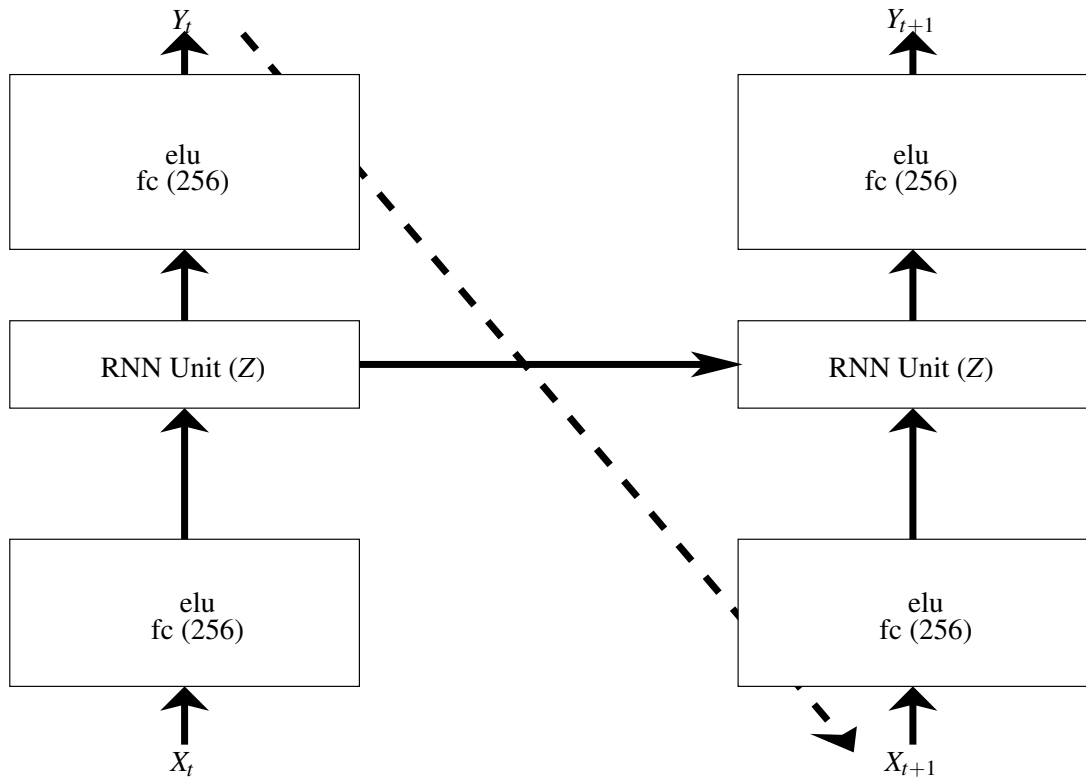 Y_t
Y_{t+1}
elu
fc (256)
elu
fc (256)
RNN Unit (Z)
RNN Unit (Z)
elu
fc (256)
elu
fc (256)
X_t
X_{t+1}